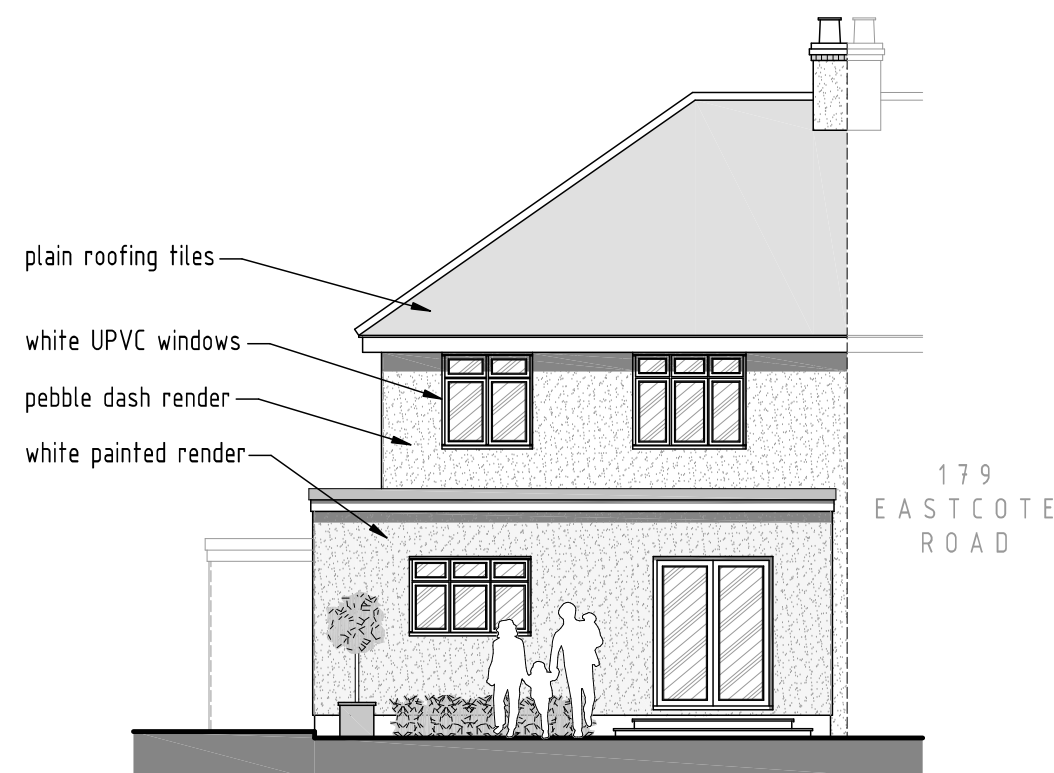 plain roofing tiles
white UPVC windows
pebble dash render
white painted render
179
EASTCOTE
ROAD